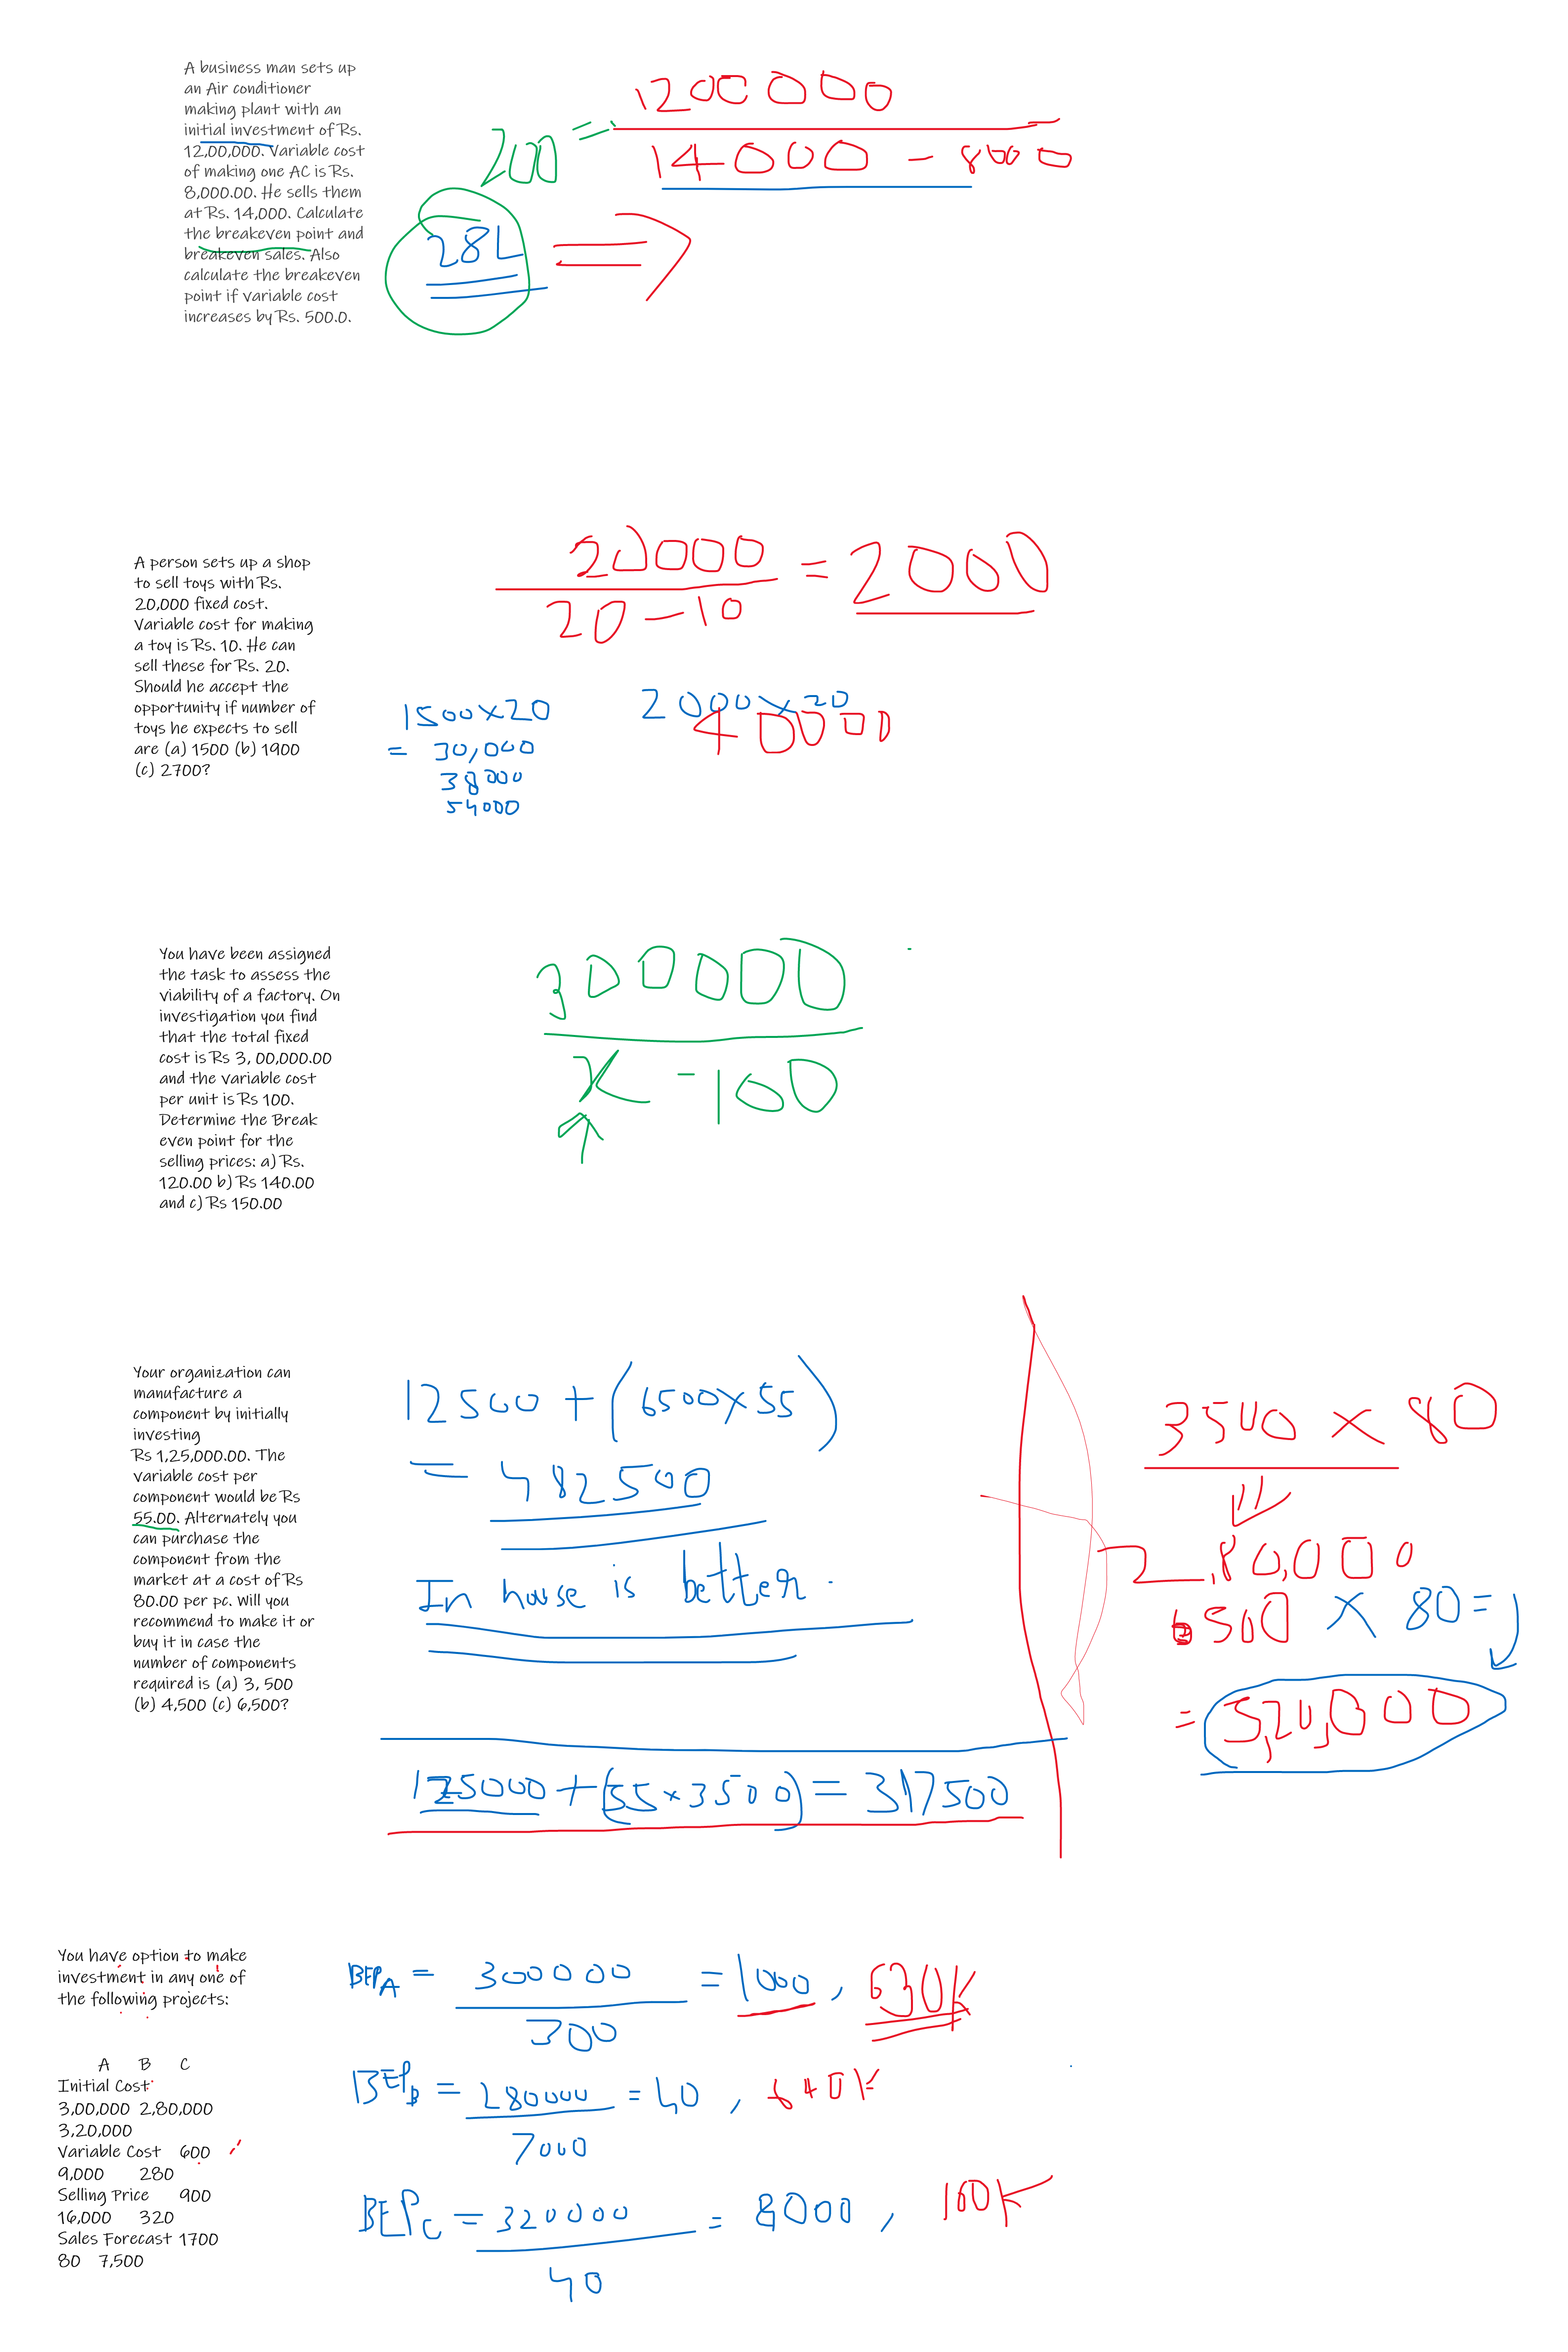 A business man sets up
an Air conditioner
making plant with an
initial investment of Rs.
12,00,000. Variable cost
of making one AC is Rs.
8,000.00. He sells them
at Rs. 14,000. Calculate
the breakeven point and
breakeven sales. Also
calculate the breakeven
point if variable cost
increases by Rs. 500.0.
1200000
200 = 14000 - 8000
28L ⇒
A person sets up a shop
to sell toys with Rs.
20,000 fixed cost.
Variable cost for making
a toy is Rs. 10. He can
sell these for Rs. 20.
Should he accept the
opportunity if number of
toys he expects to sell
are (a) 1500 (b) 1900
(c) 2700?
20000
20 - 10
= 2000
1500 x 20
= 30,000
38000
54000
2000 x 20
40000
You have been assigned
the task to assess the
viability of a factory. On
investigation you find
that the total fixed
cost is Rs 3, 00,000.00
and the variable cost
per unit is Rs 100.
Determine the Break
even point for the
selling prices: a) Rs.
120.00 b) Rs 140.00
and c) Rs 150.00
300000
x - 100
Your organization can
manufacture a
component by initially
investing
Rs 1,25,000.00. The
variable cost per
component would be Rs
55.00. Alternately you
can purchase the
component from the
market at a cost of Rs
80.00 per pc. Will you
recommend to make it or
buy it in case the
number of components
required is (a) 3, 500
(b) 4,500 (c) 6,500?
12500 + (6500 x 55)
= 482500
In house is better.
125000 + (55 x 3500) = 317500
3500 x 80
2,80,000
6500 x 80 =
= 5,20,000
You have option to make
investment in any one of
the following projects:
A B C
Initial Cost
3,00,000 2,80,000
3,20,000
Variable Cost 600
9,000 280
Selling Price 900
16,000 320
Sales Forecast 1700
80 7,500
BEPA = 300000
300
= 1000, 630K
BEPB = 280000
7000
= 40, 640K
BEPC = 320000
40
= 8000, 100K